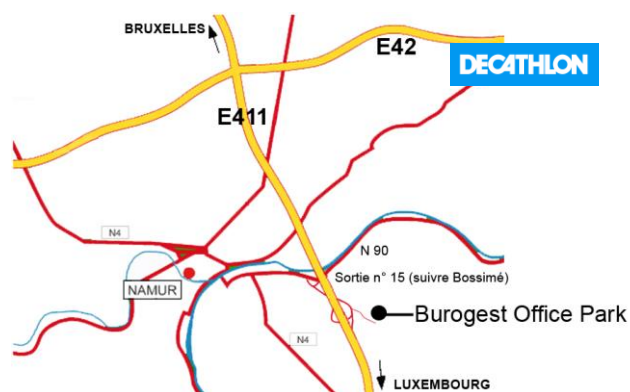 BRUXELLES
E42
DECATHLON
E411
N4
N 90
Sortie n° 15 (suivre Bossimé)
NAMUR
Burogest Office Park
N4
LUXEMBOURG